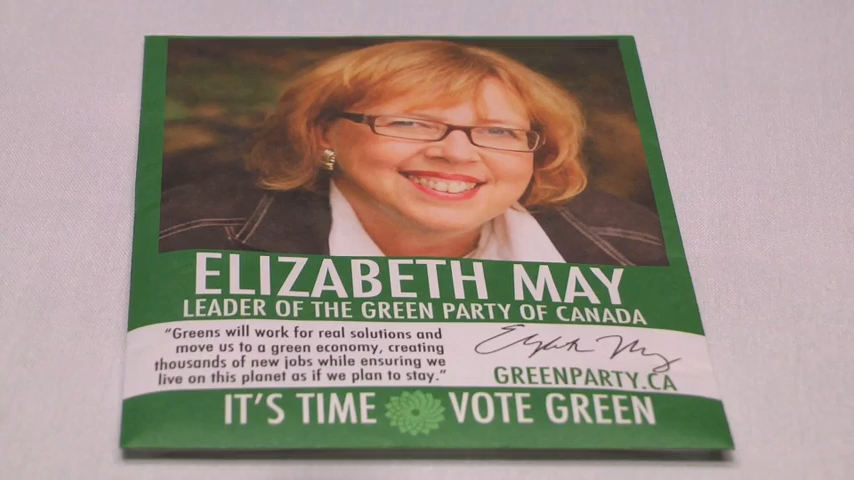 ELIZABETH MAY
LEADER OF THE GREEN PARTY OF CANADA
"Greens will work for real solutions and
move us to a green economy, creating
thousands of new jobs while ensuring we
live on this planet as if we plan to stay."
Elizabeth May
GREENPARTY.CA
IT'S TIME VOTE GREEN